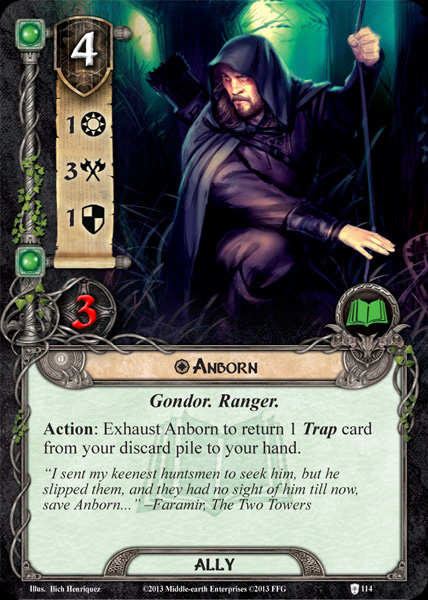 4
1
3
1
3
ANBORN
Gondor. Ranger.
Action: Exhaust Anborn to return 1 Trap card
from your discard pile to your hand.
“I sent my keenest huntsmen to seek him, but he
slipped them, and they had no sight of him till now,
save Anborn...” –Faramir, The Two Towers
ALLY
Illus. Ilich Henriquez ©2013 Middle-earth Enterprises ©2013 FFG 114